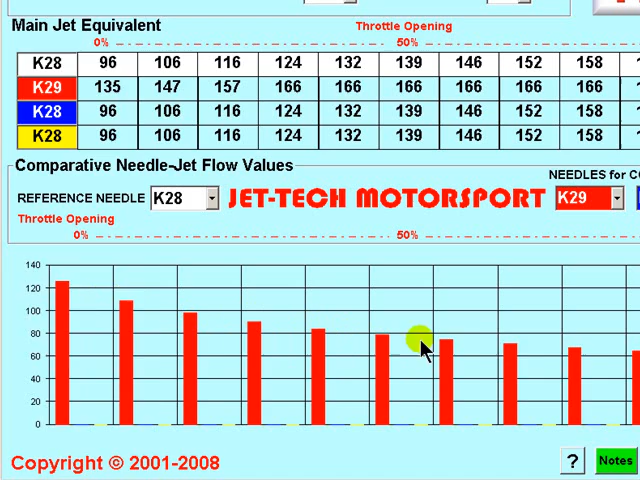 Main Jet Equivalent
Throttle Opening
0% 50%
K28 96 106 116 124 132 139 146 152 158
K29 135 147 157 166 166 166 166 166 166
K28 96 106 116 124 132 139 146 152 158
K28 96 106 116 124 132 139 146 152 158
Comparative Needle-Jet Flow Values
NEEDLES for
REFERENCE NEEDLE K28 JET-TECH MOTORSPORT K29
Throttle Opening
0% 50%
140
120
100
80
60
40
20
0
Copyright © 2001-2008
? Notes